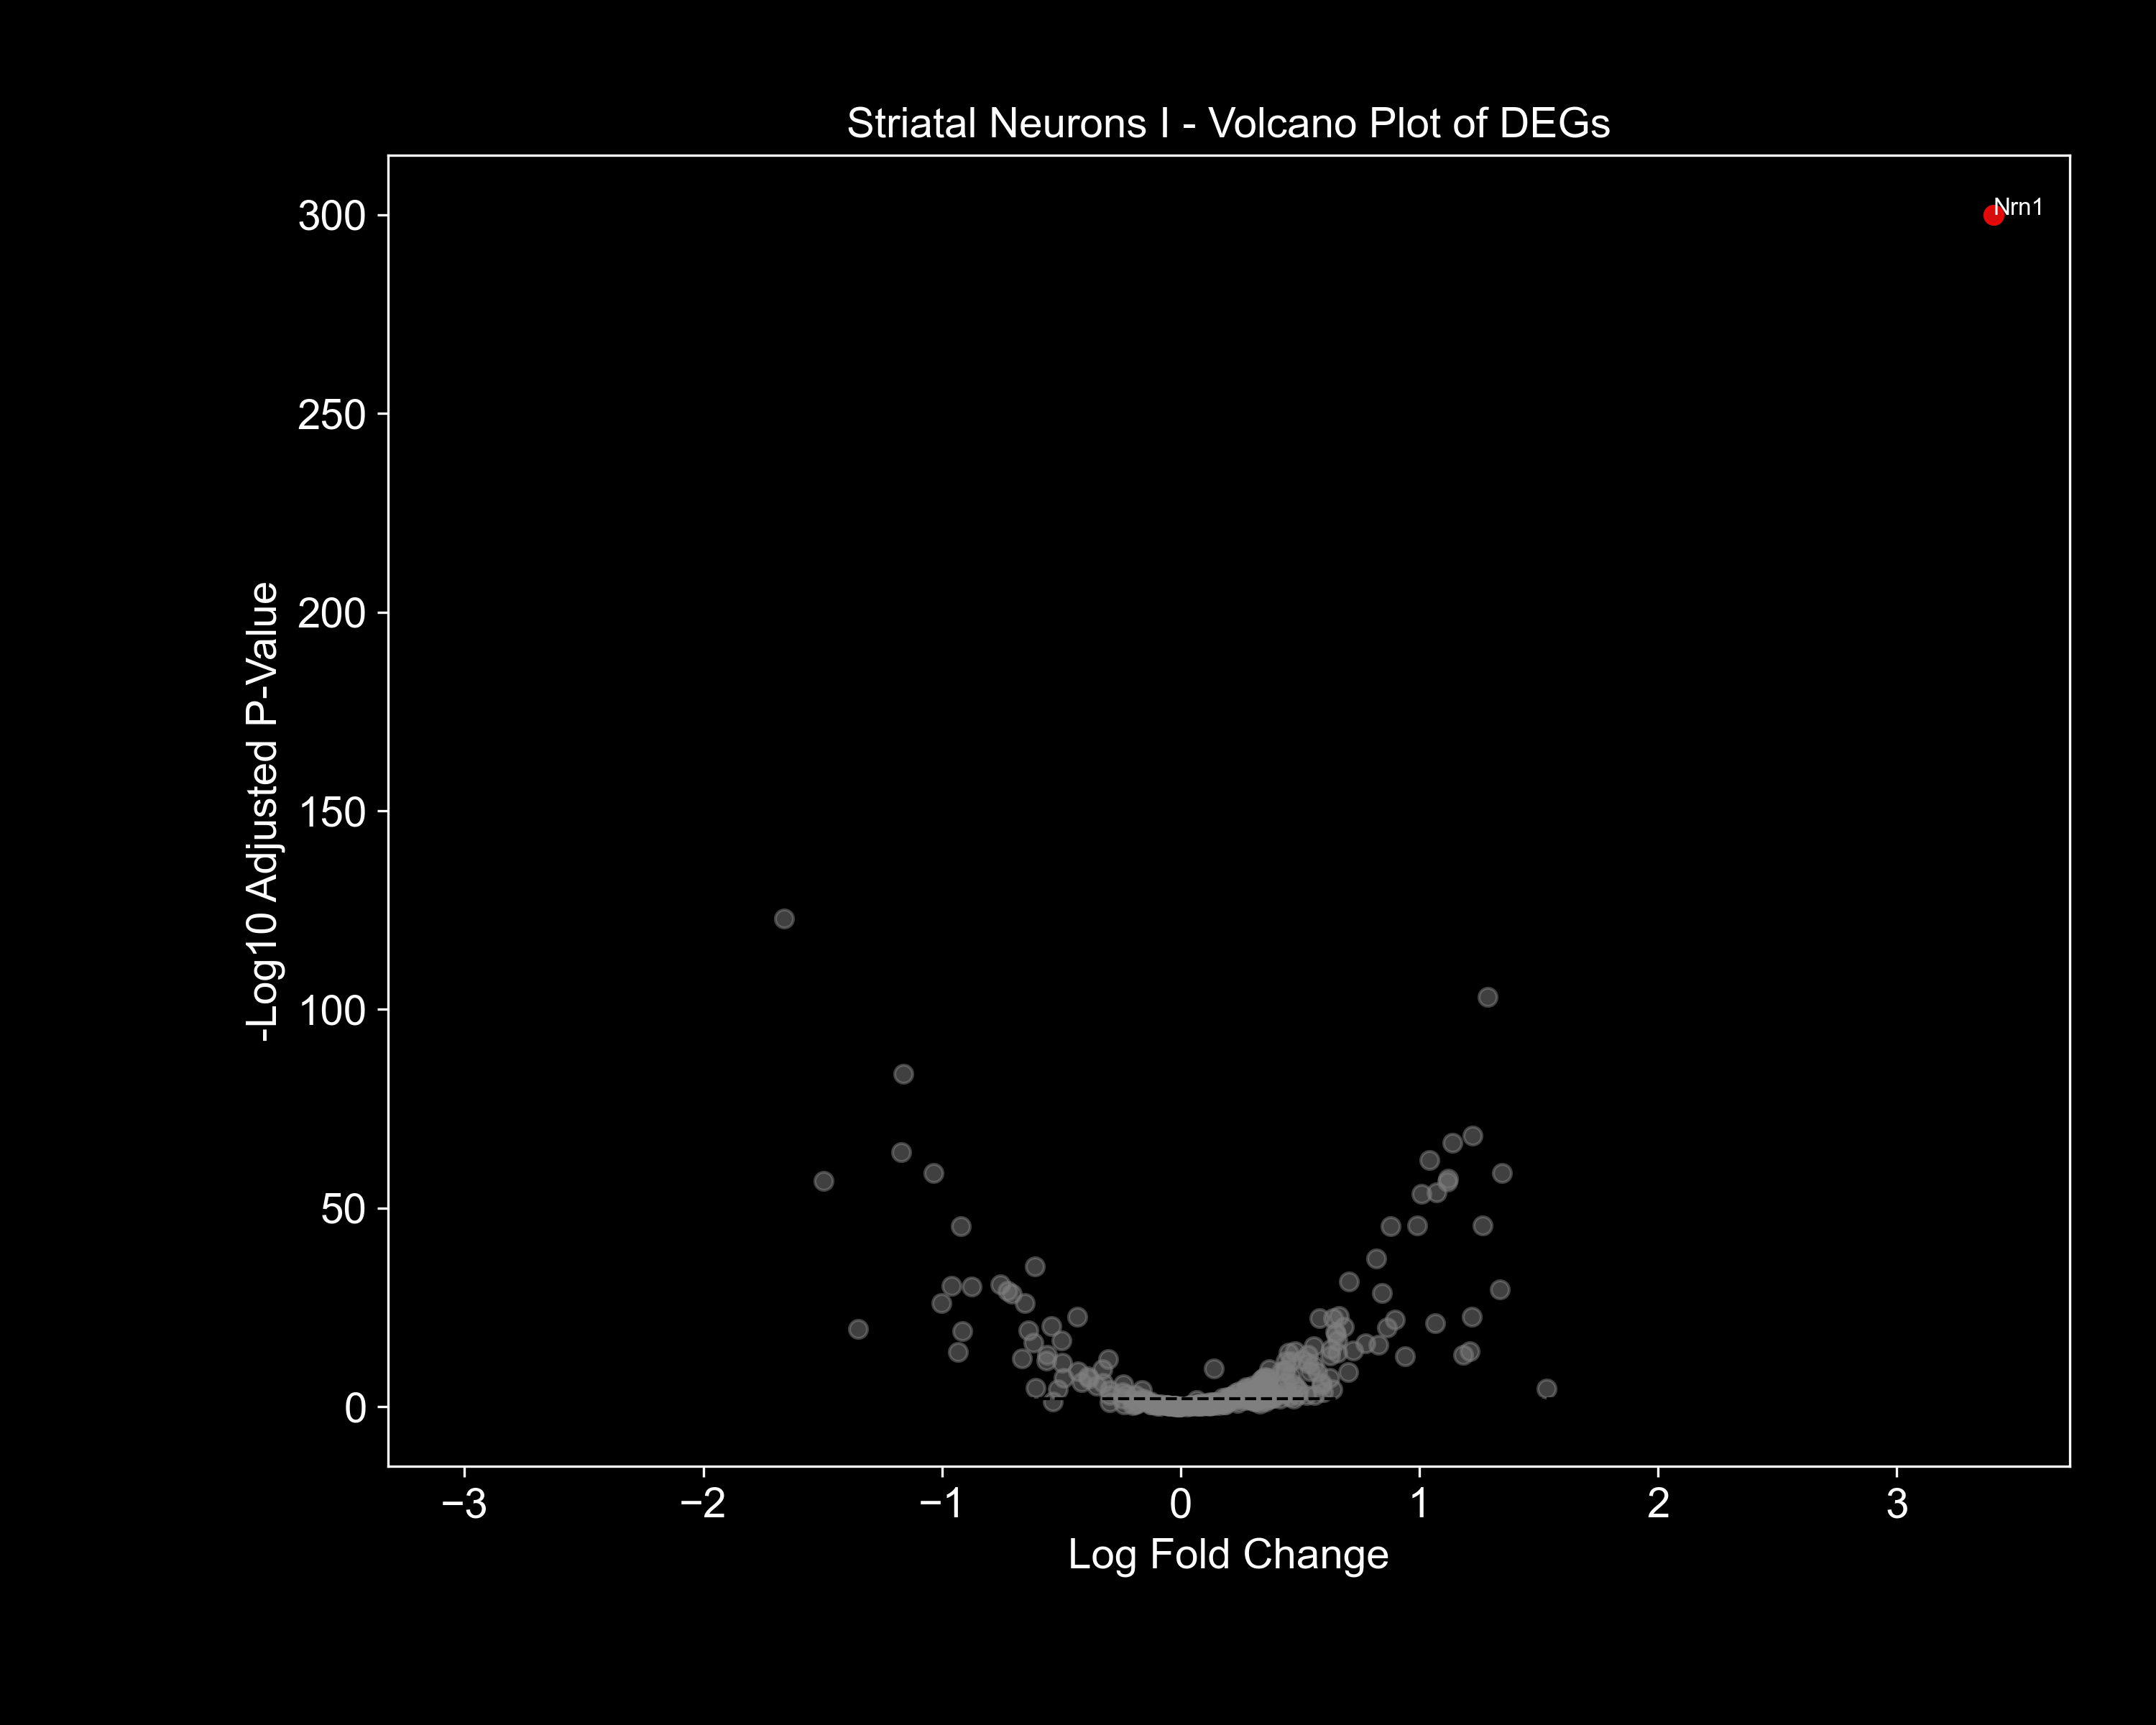 Striatal Neurons I - Volcano Plot of DEGs
Nrn1
-Log10 Adjusted P-Value
300
250
200
150
100
50
0
−3 −2 −1 0 1 2 3
Log Fold Change